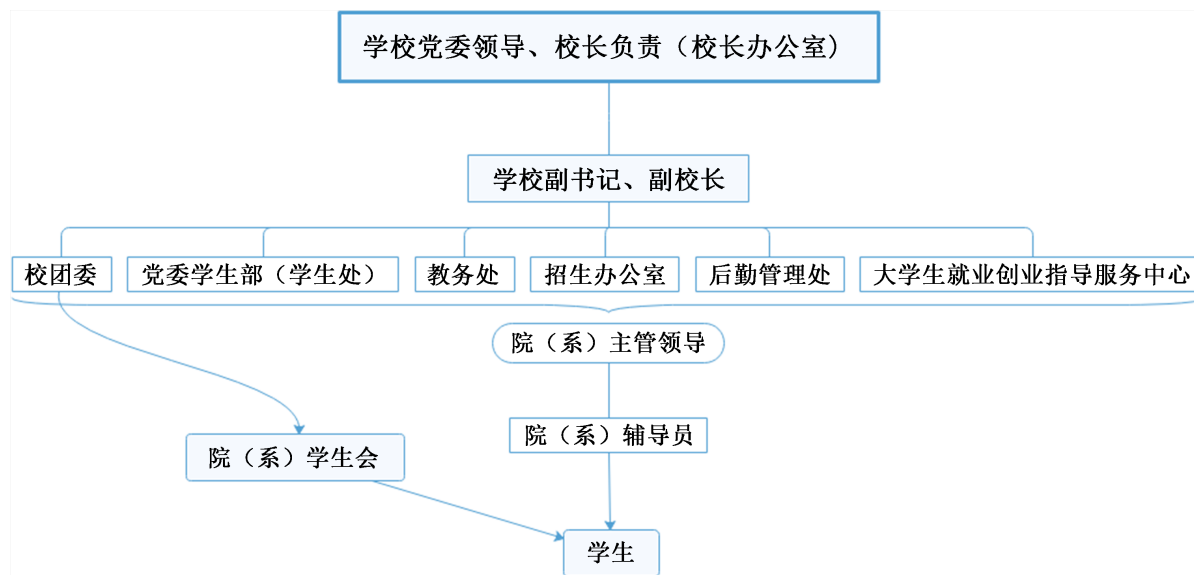 学校党委领导、校长负责（校长办公室）
学校副书记、副校长
校团委
党委学生部（学生处）
教务处
招生办公室
后勤管理处
大学生就业创业指导服务中心
院（系）主管领导
院（系）辅导员
院（系）学生会
学生